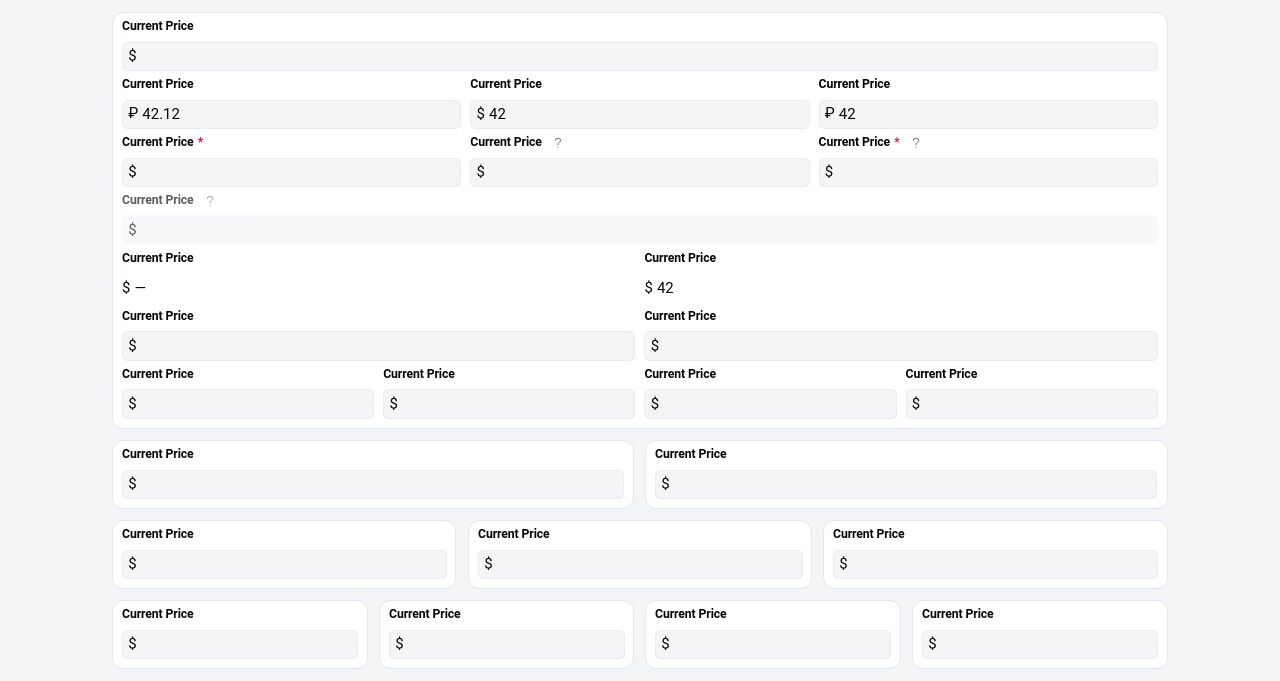 Current Price
$
Current Price Current Price Current Price
₽ 42.12 $ 42 ₽ 42
Current Price * Current Price ? Current Price * ?
$ $ $
Current Price ?
$
Current Price Current Price
$ — $ 42
Current Price Current Price
$ $
Current Price Current Price Current Price Current Price
$ $ $ $
Current Price Current Price
$ $
Current Price Current Price Current Price
$ $ $
Current Price Current Price Current Price Current Price
$ $ $ $